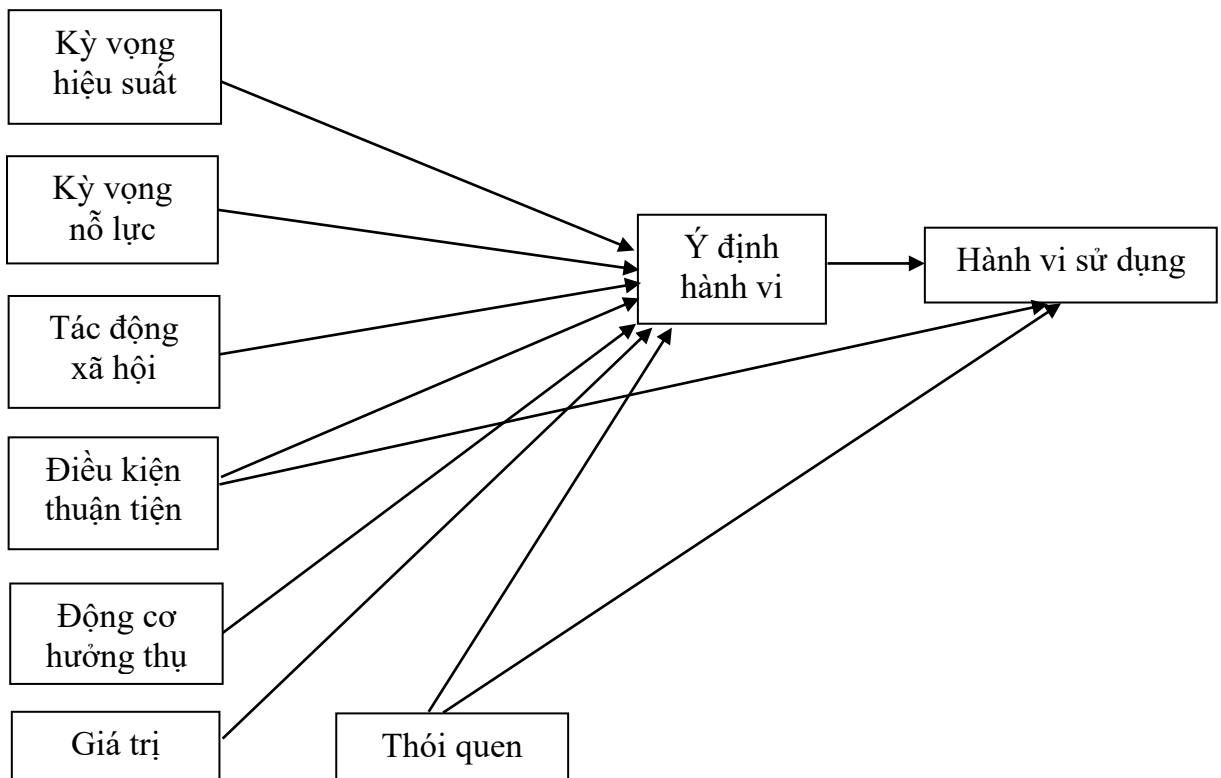 Kỳ vọng
hiệu suất
Kỳ vọng
nỗ lực
Tác động
xã hội
Điều kiện
thuận tiện
Động cơ
hưởng thụ
Giá trị
Thói quen
Ý định
hành vi
Hành vi sử dụng